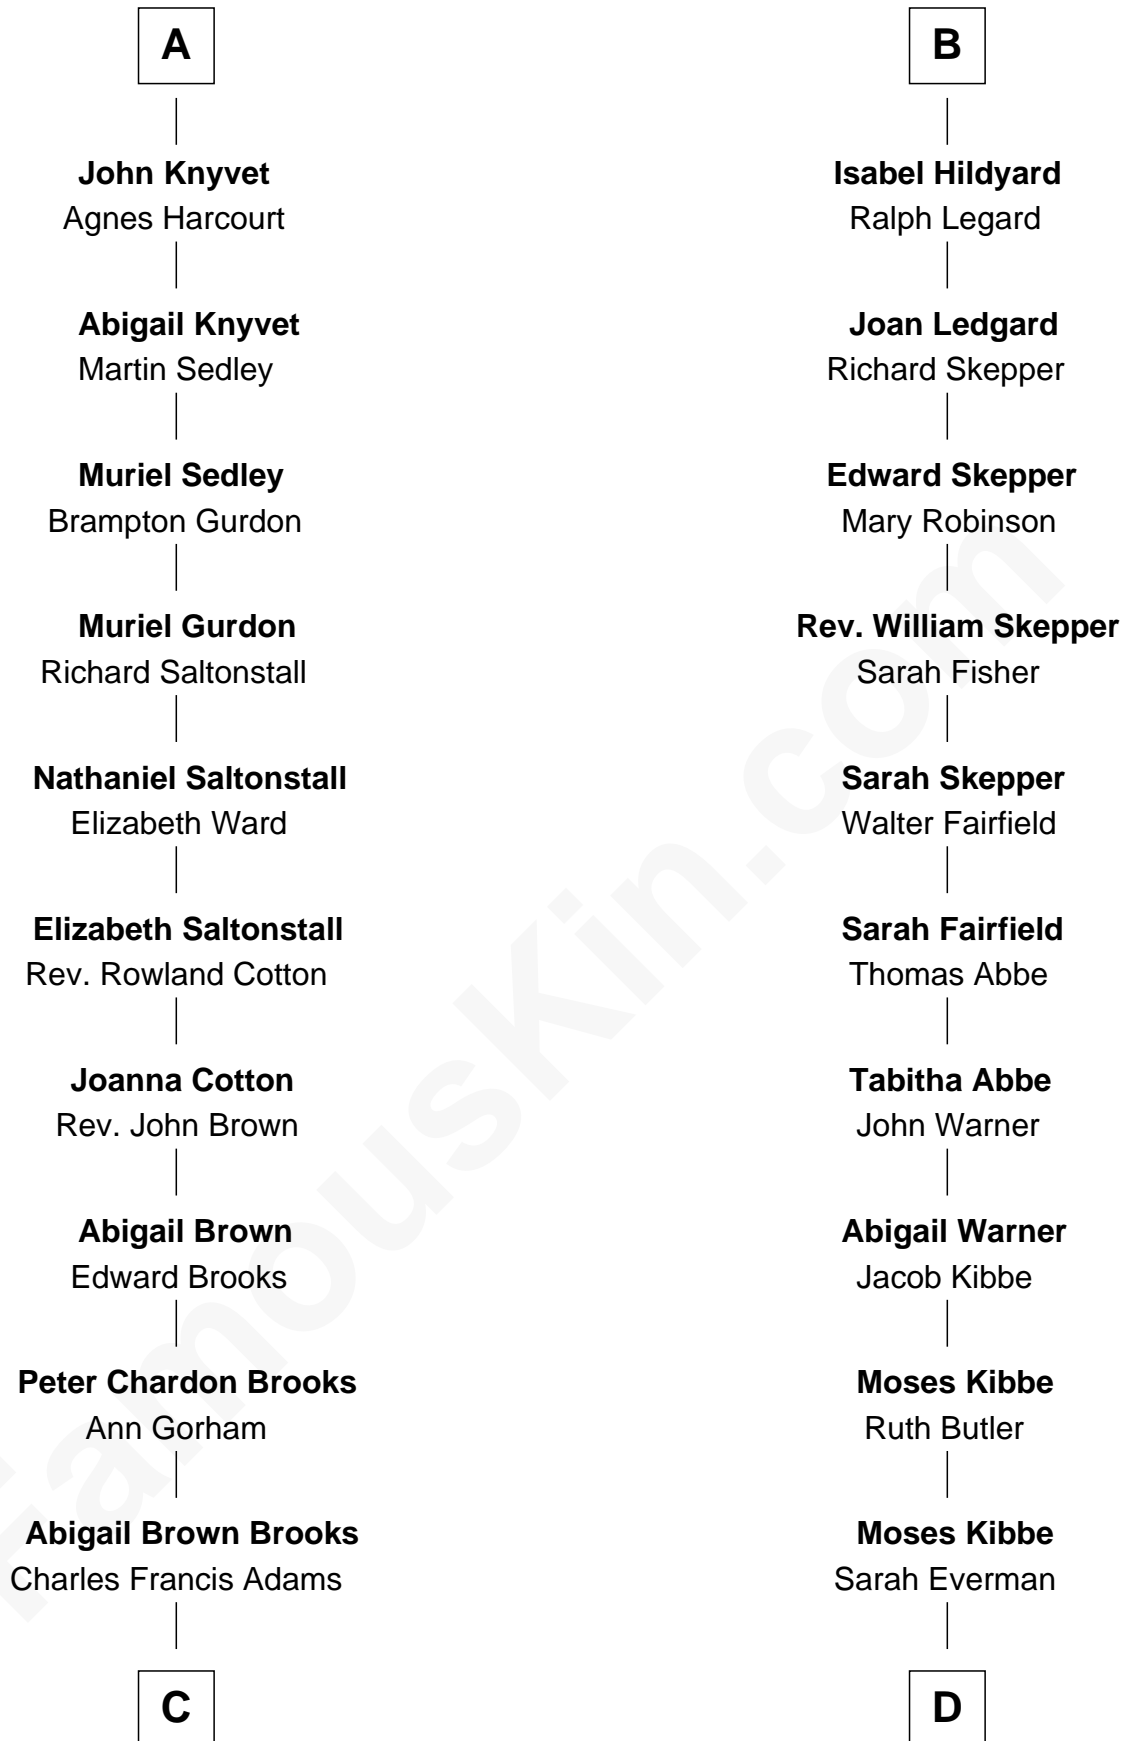 A
John Knyvet
Agnes Harcourt
Abigail Knyvet
Martin Sedley
Muriel Sedley
Brampton Gurdon
Muriel Gurdon
Richard Saltonstall
Nathaniel Saltonstall
Elizabeth Ward
Elizabeth Saltonstall
Rev. Rowland Cotton
Joanna Cotton
Rev. John Brown
Abigail Brown
Edward Brooks
Peter Chardon Brooks
Ann Gorham
Abigail Brown Brooks
Charles Francis Adams
C
B
Isabel Hildyard
Ralph Legard
Joan Ledgard
Richard Skepper
Edward Skepper
Mary Robinson
Rev. William Skepper
Sarah Fisher
Sarah Skepper
Walter Fairfield
Sarah Fairfield
Thomas Abbe
Tabitha Abbe
John Warner
Abigail Warner
Jacob Kibbe
Moses Kibbe
Ruth Butler
Moses Kibbe
Sarah Everman
D
FamousKin.com